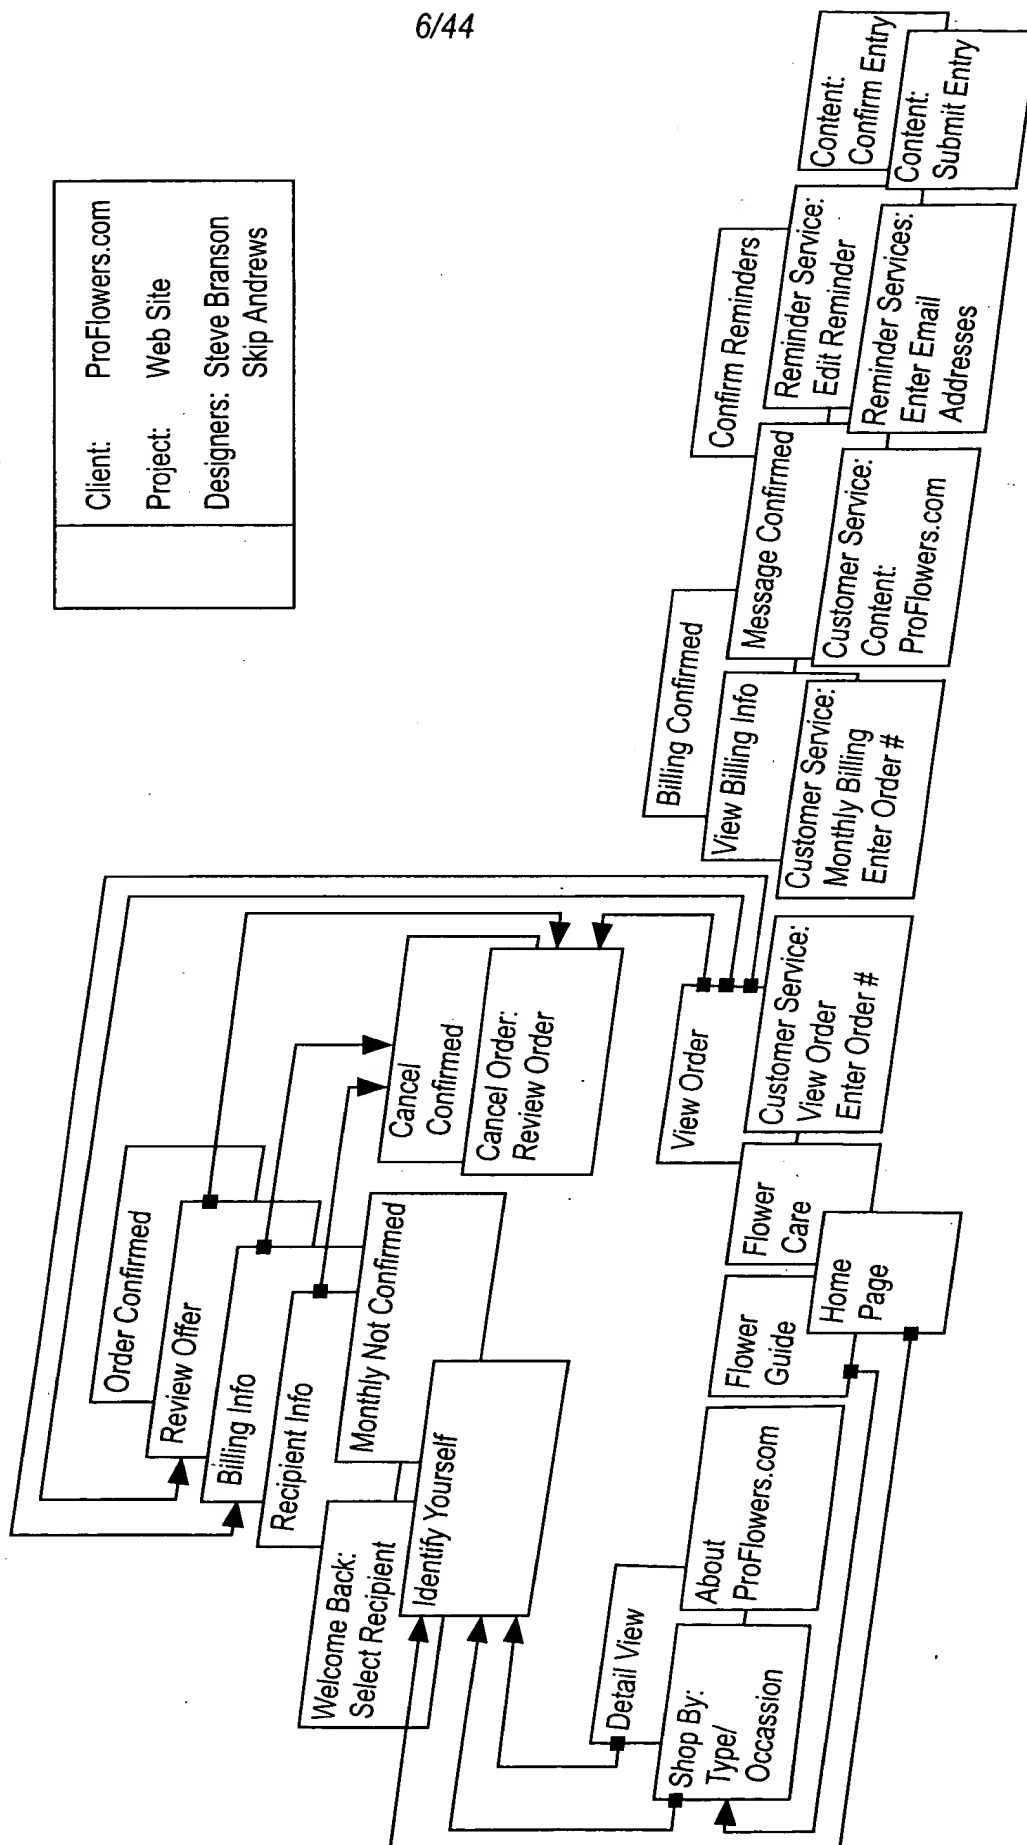 6/44
Client: ProFlowers.com
Project: Web Site
Designers: Steve Branson
Skip Andrews
Order Confirmed
Review Offer
Billing Info
Recipient Info
Monthly Not Confirmed
Welcome Back:
Select Recipient
Identify Yourself
Cancel
Confirmed
Cancel Order:
Review Order
Detail View
Shop By:
Type/
Occassion
About
ProFlowers.com
Flower
Guide
Home
Page
Flower
Care
View Order
Customer Service:
View Order
Enter Order #
Billing Confirmed
View Billing Info
Customer Service:
Monthly Billing
Enter Order #
Message Confirmed
Customer Service:
Content:
ProFlowers.com
Confirm Reminders
Reminder Service:
Edit Reminder
Reminder Services:
Enter Email
Addresses
Content:
Confirm Entry
Content:
Submit Entry